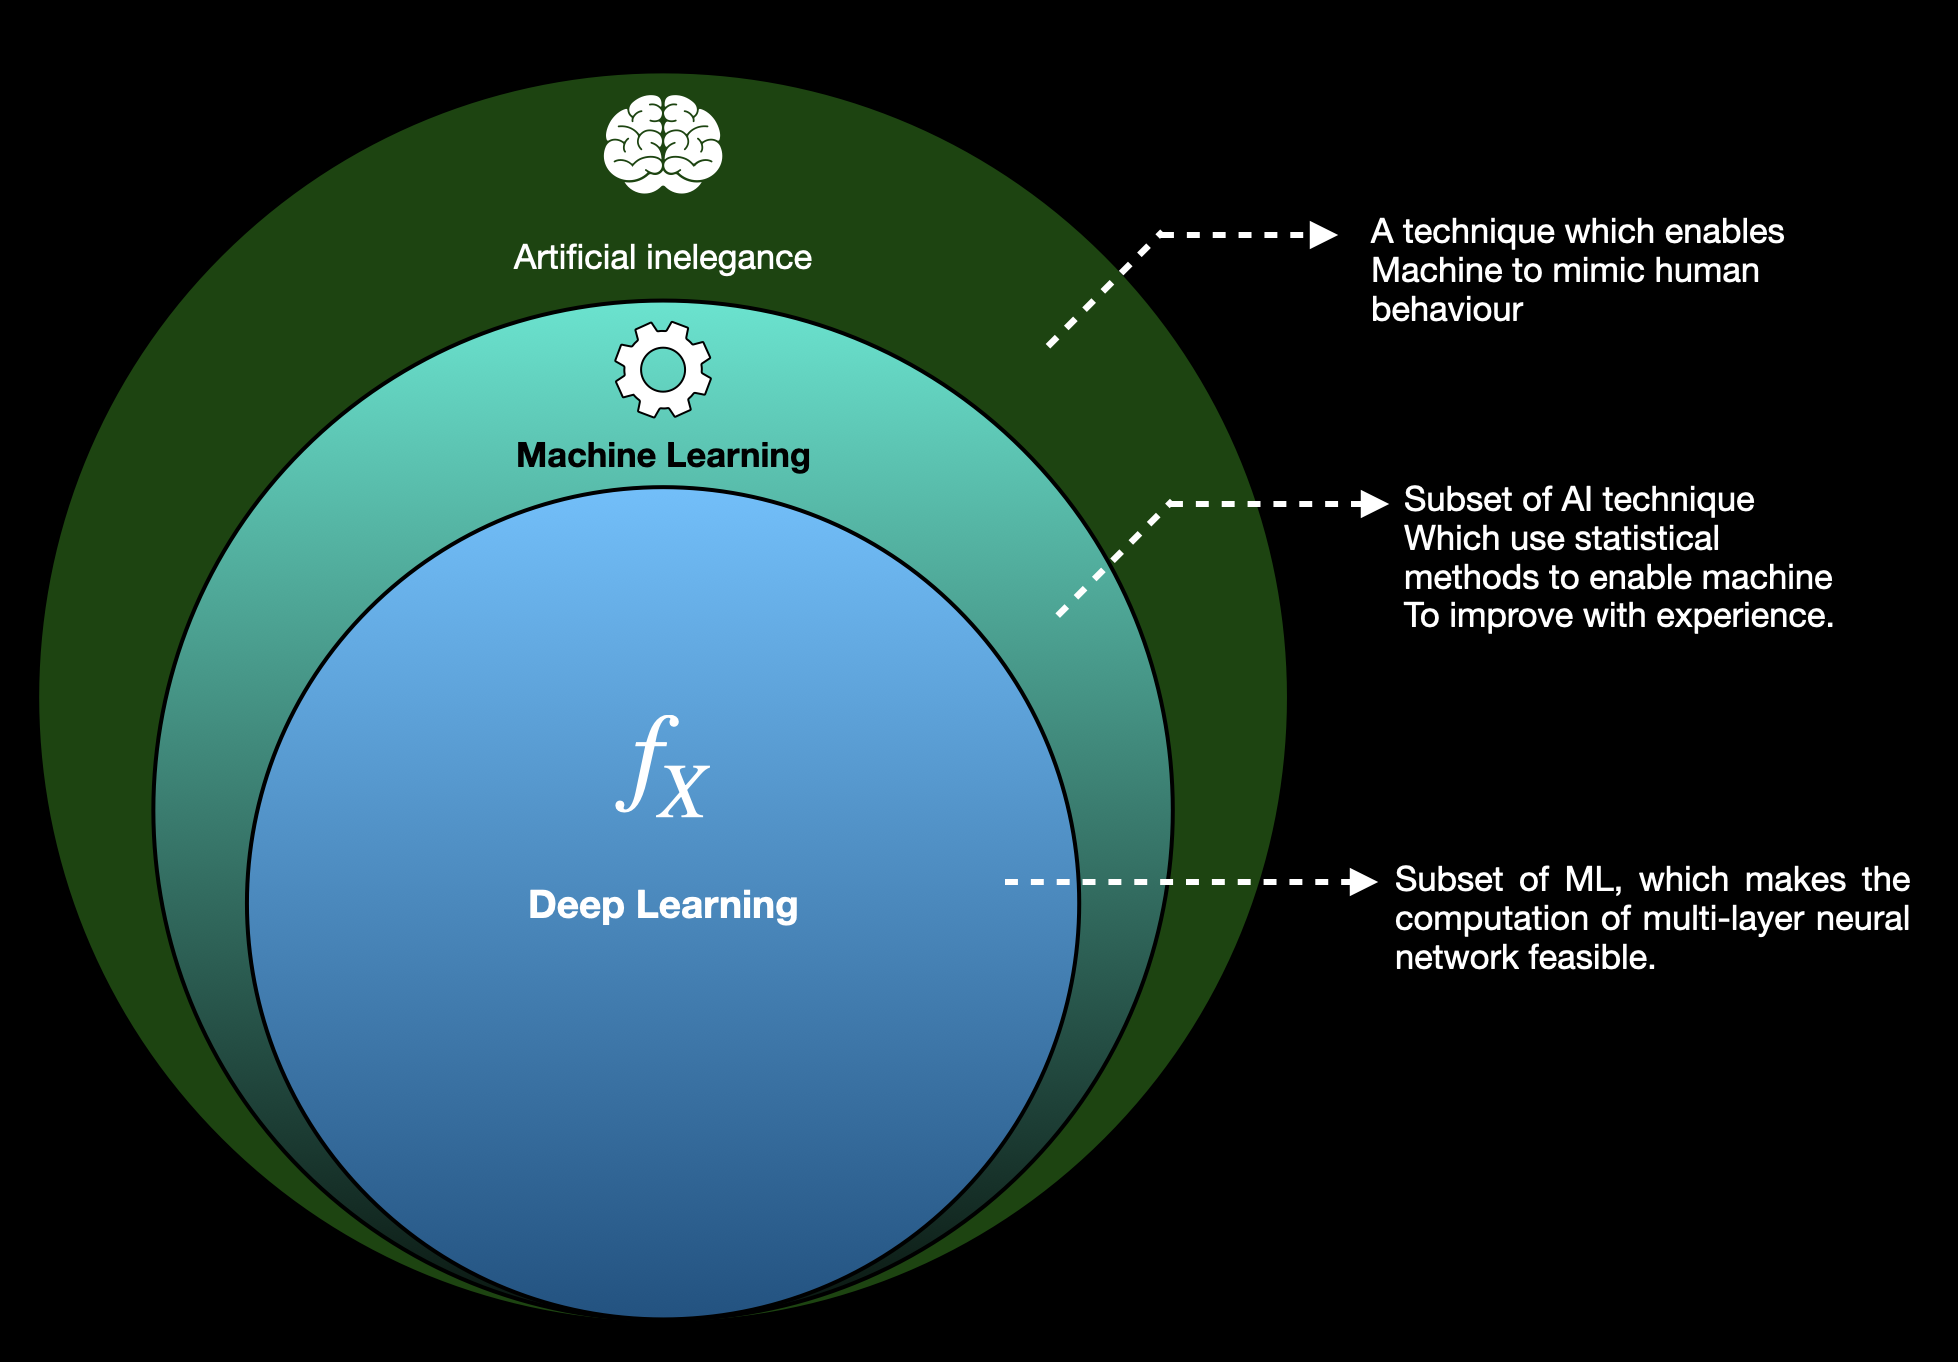 Artificial inelegance
A technique which enables
Machine to mimic human
behaviour
Machine Learning
Subset of AI technique
Which use statistical
methods to enable machine
To improve with experience.
fX
Deep Learning
Subset of ML, which makes the
computation of multi-layer neural
network feasible.